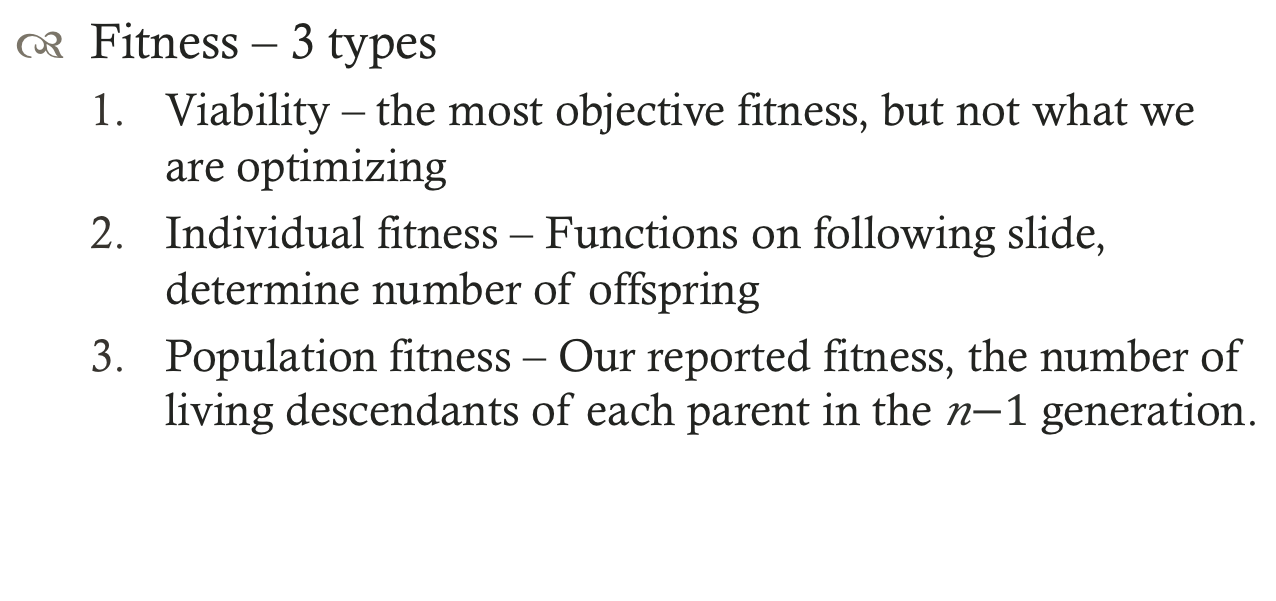 Fitness – 3 types
1. Viability – the most objective fitness, but not what we
are optimizing
2. Individual fitness – Functions on following slide,
determine number of offspring
3. Population fitness – Our reported fitness, the number of
living descendants of each parent in the n−1 generation.